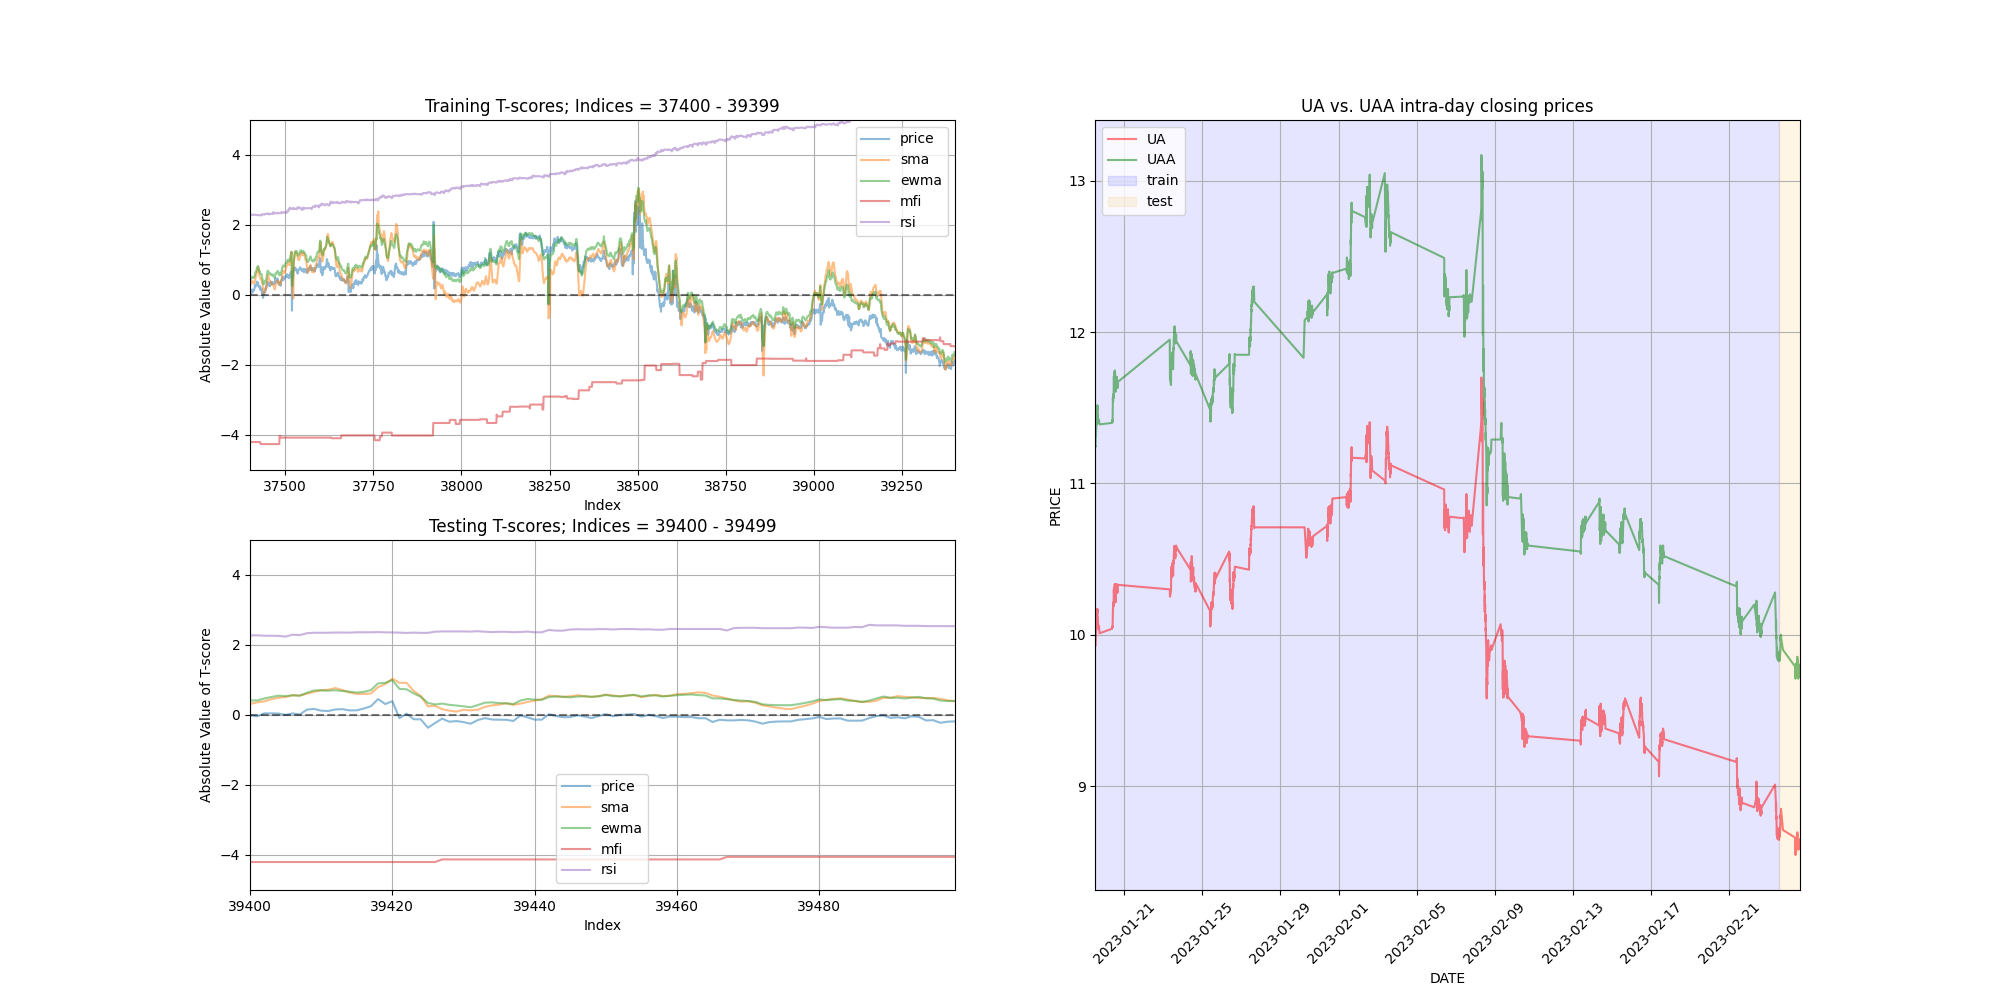 Training T-scores; Indices = 37400 - 39399
Absolute Value of T-score
4
2
0
−2
−4
price
sma
ewma
mfi
rsi
37500 37750 38000 38250 38500 38750 39000 39250
Index
Testing T-scores; Indices = 39400 - 39499
Absolute Value of T-score
4
2
0
−2
−4
price
sma
ewma
mfi
rsi
39400 39420 39440 39460 39480
Index
UA vs. UAA intra-day closing prices
UA
UAA
train
test
PRICE
13
12
11
10
9
2023-01-21 2023-01-25 2023-01-29 2023-02-01 2023-02-05 2023-02-09 2023-02-13 2023-02-17 2023-02-21
DATE